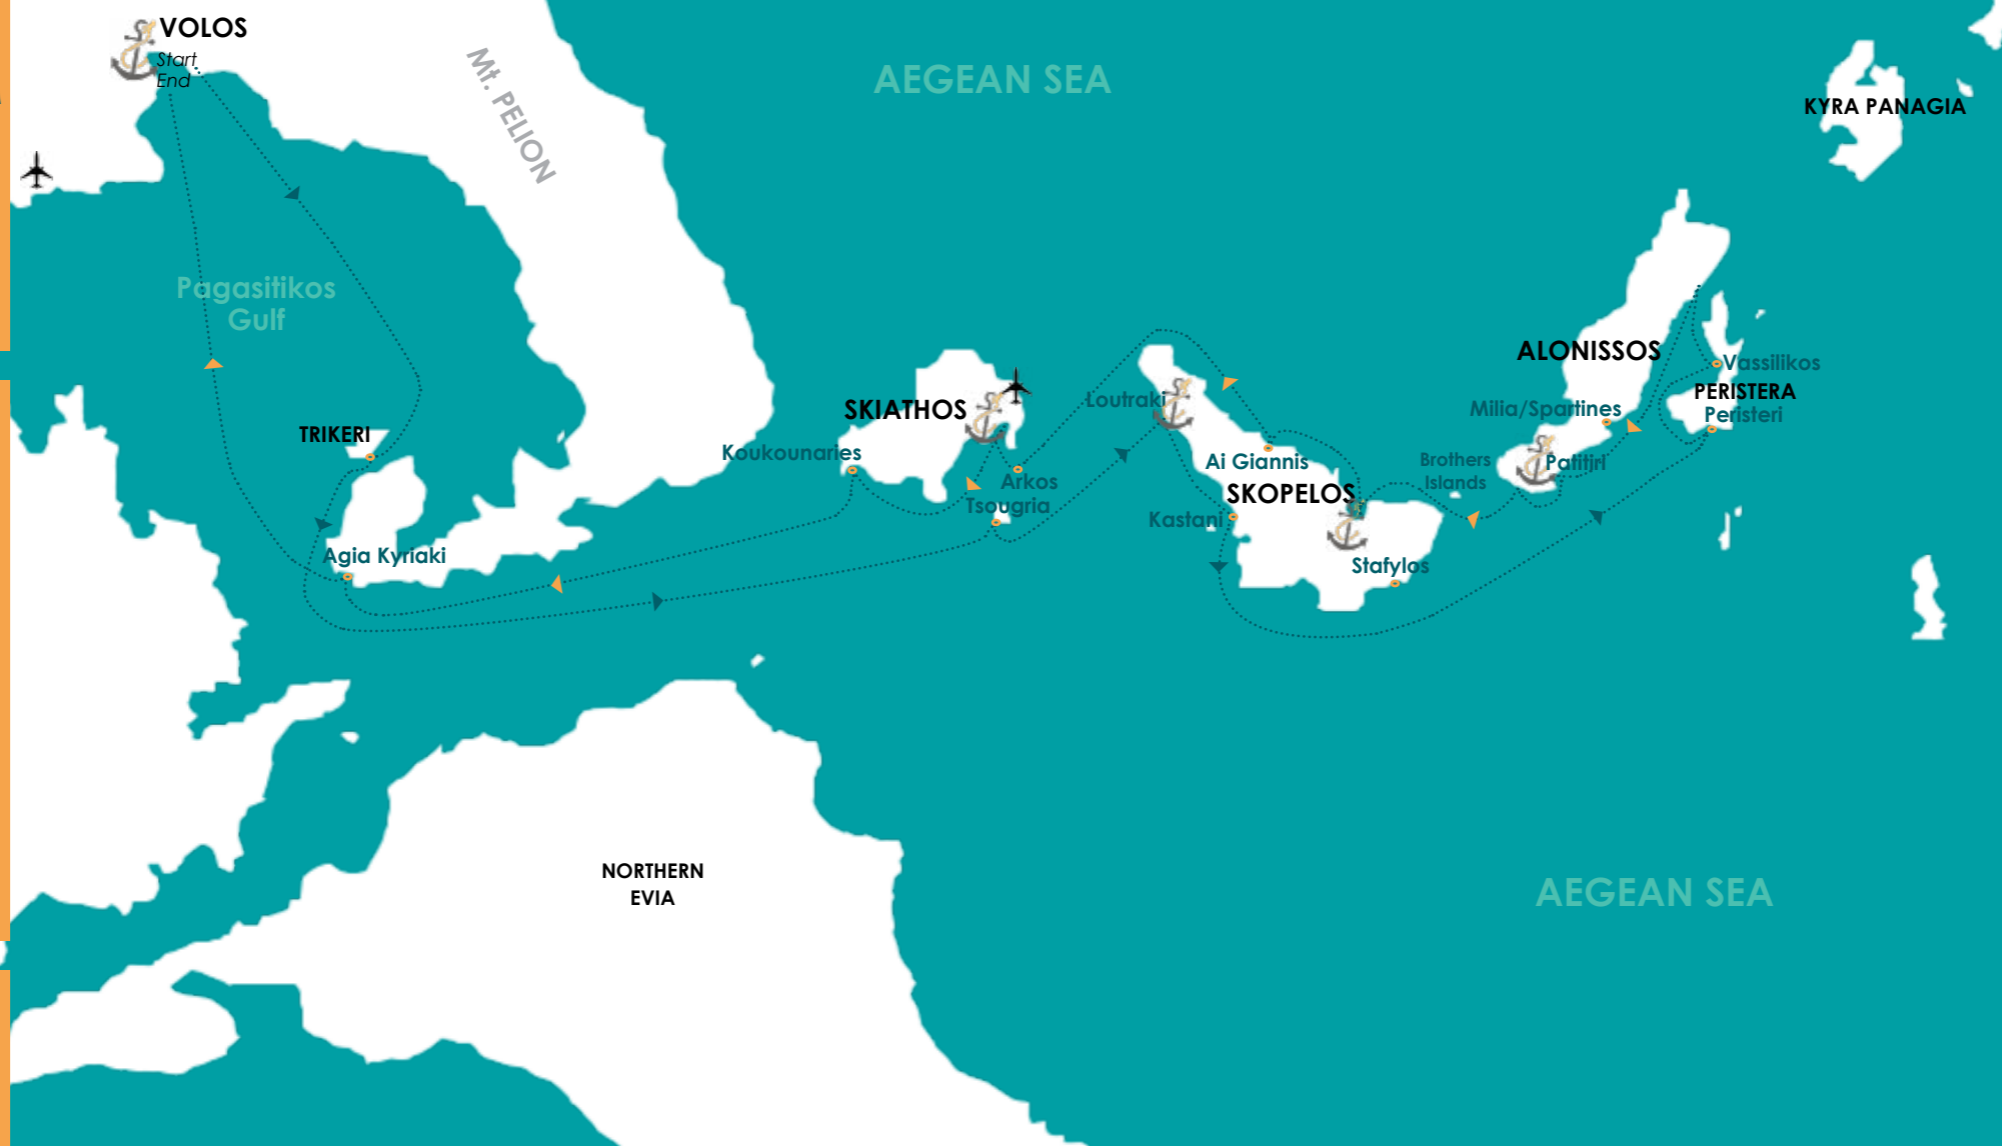 VOLOS
Start
End
Mt. PELION
AEGEAN SEA
KYRA PANAGIA
Pagasitikos
Gulf
ALONISSOS
Vassilikos
PERISTERA
Peristeri
Milia/Spartines
Loutraki
SKIATHOS
TRIKERI
Koukounaries
Arkos
Tsougria
Ai Giannis
SKOPELOS
Brothers
Islands
Patitiri
Kastani
Agia Kyriaki
Stafylos
NORTHERN
EVIA
AEGEAN SEA